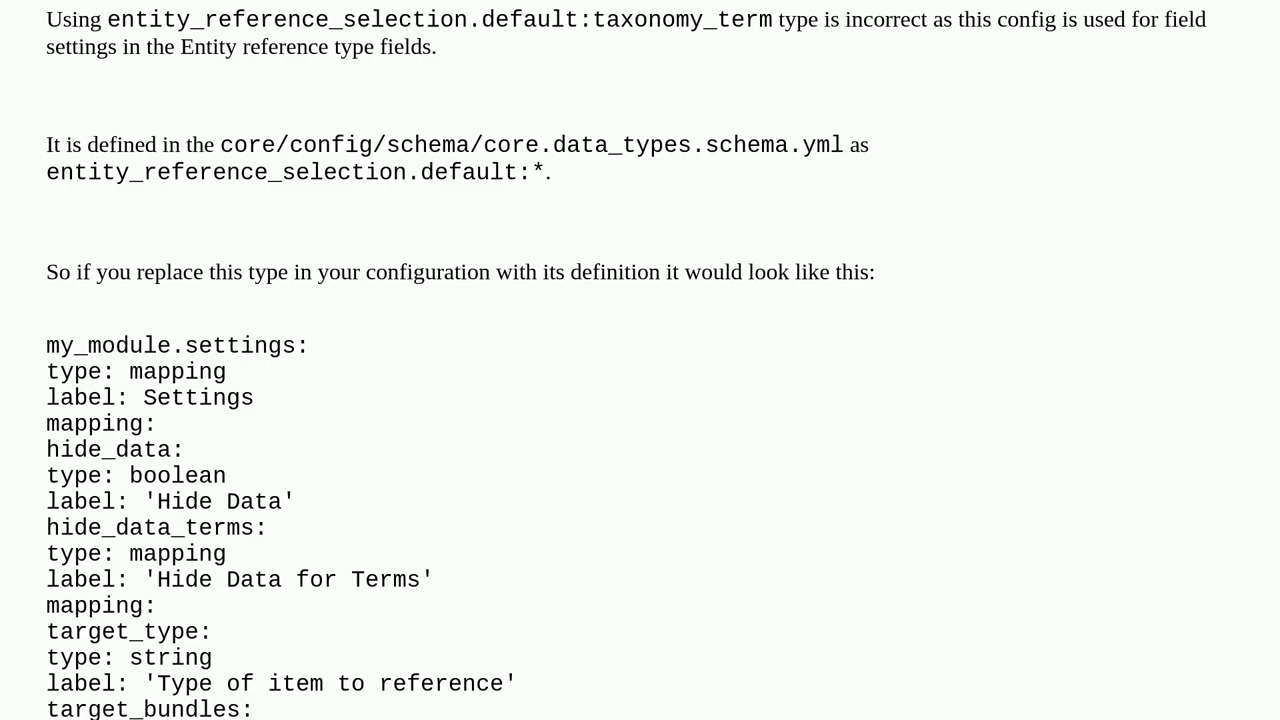 Using entity_reference_selection.default:taxonomy_term type is incorrect as this config is used for field
settings in the Entity reference type fields.
It is defined in the core/config/schema/core.data_types.schema.yml as
entity_reference_selection.default:*.
So if you replace this type in your configuration with its definition it would look like this:
my_module.settings:
type: mapping
label: Settings
mapping:
hide_data:
type: boolean
label: 'Hide Data'
hide_data_terms:
type: mapping
label: 'Hide Data for Terms'
mapping:
target_type:
type: string
label: 'Type of item to reference'
target_bundles: